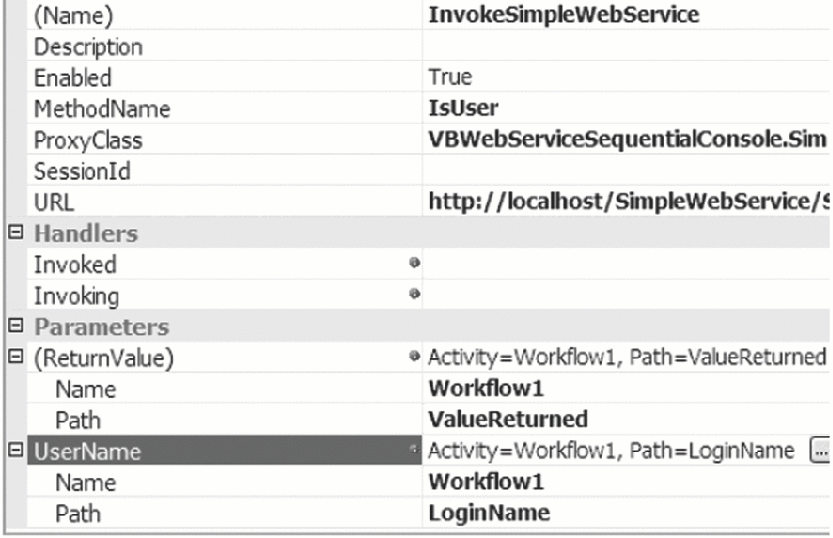 (Name) InvokeSimpleWebService
Description
Enabled True
MethodName IsUser
ProxyClass VBWebServiceSequentialConsole.Sim
SessionId
URL http://localhost/SimpleWebService/S
Handlers
Invoked
Invoking
Parameters
(ReturnValue) Activity=Workflow1, Path=ValueReturned
Name Workflow1
Path ValueReturned
UserName Activity=Workflow1, Path=LoginName ...
Name Workflow1
Path LoginName